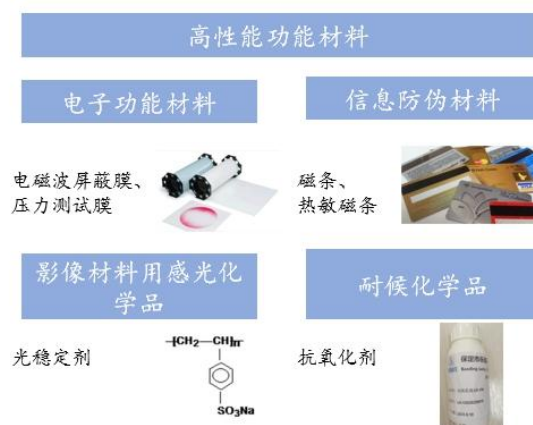 高性能功能材料
电子功能材料
信息防伪材料
电磁波屏蔽膜、
压力测试膜
磁条、
热敏磁条
影像材料用感光化
学品
耐候化学品
光稳定剂
-[CH₂—CH]n-
SO₃Na
抗氧化剂